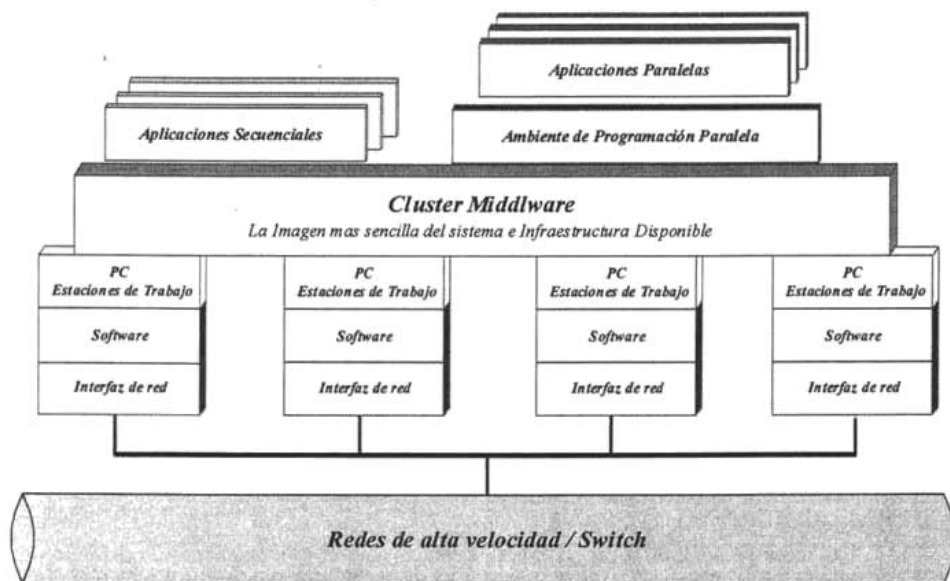 Aplicaciones Paralelas
Aplicaciones Secuenciales
Ambiente de Programación Paralela
Cluster Middlware
La Imagen mas sencilla del sistema e Infraestructura Disponible
PC
Estaciones de Trabajo
Software
Interfaz de red
PC
Estaciones de Trabajo
Software
Interfaz de red
PC
Estaciones de Trabajo
Software
Interfaz de red
PC
Estaciones de Trabajo
Software
Interfaz de red
Redes de alta velocidad / Switch